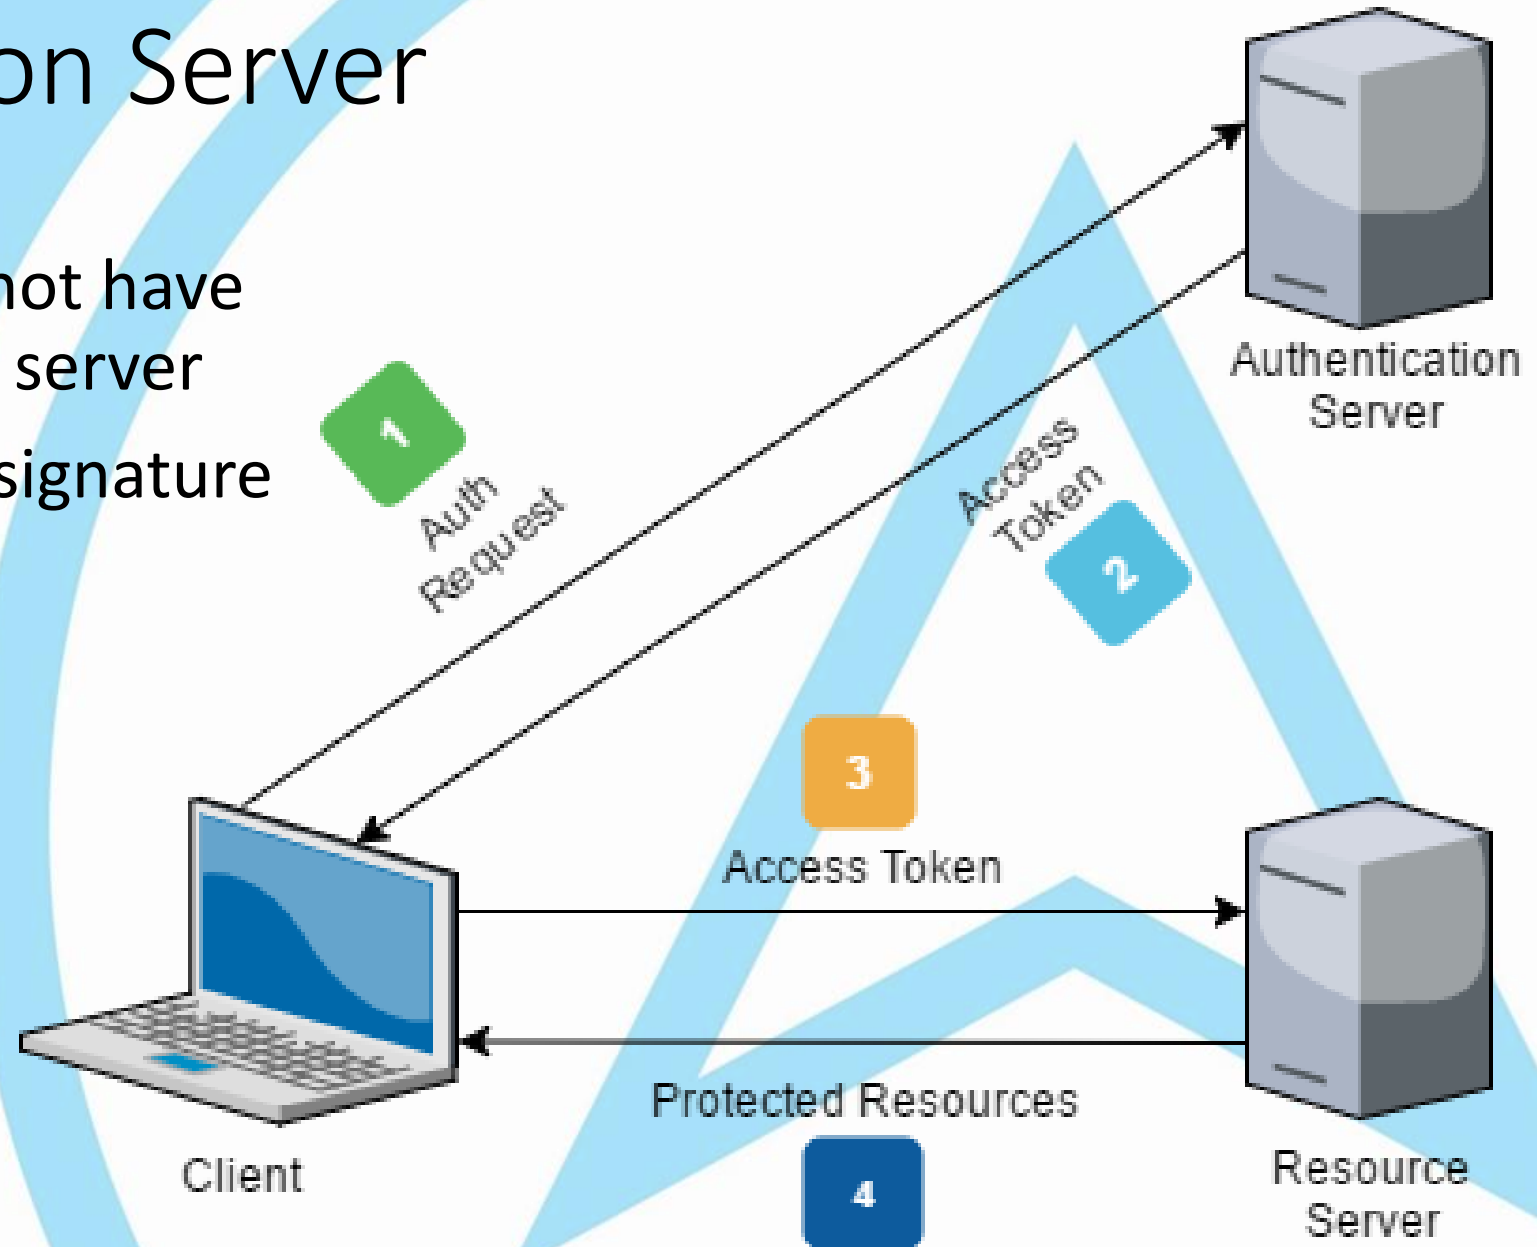 on Server
not have
server
signature
1
Auth
Request
Access
Token
2
Authentication
Server
3
Access Token
Protected Resources
4
Client
Resource
Server